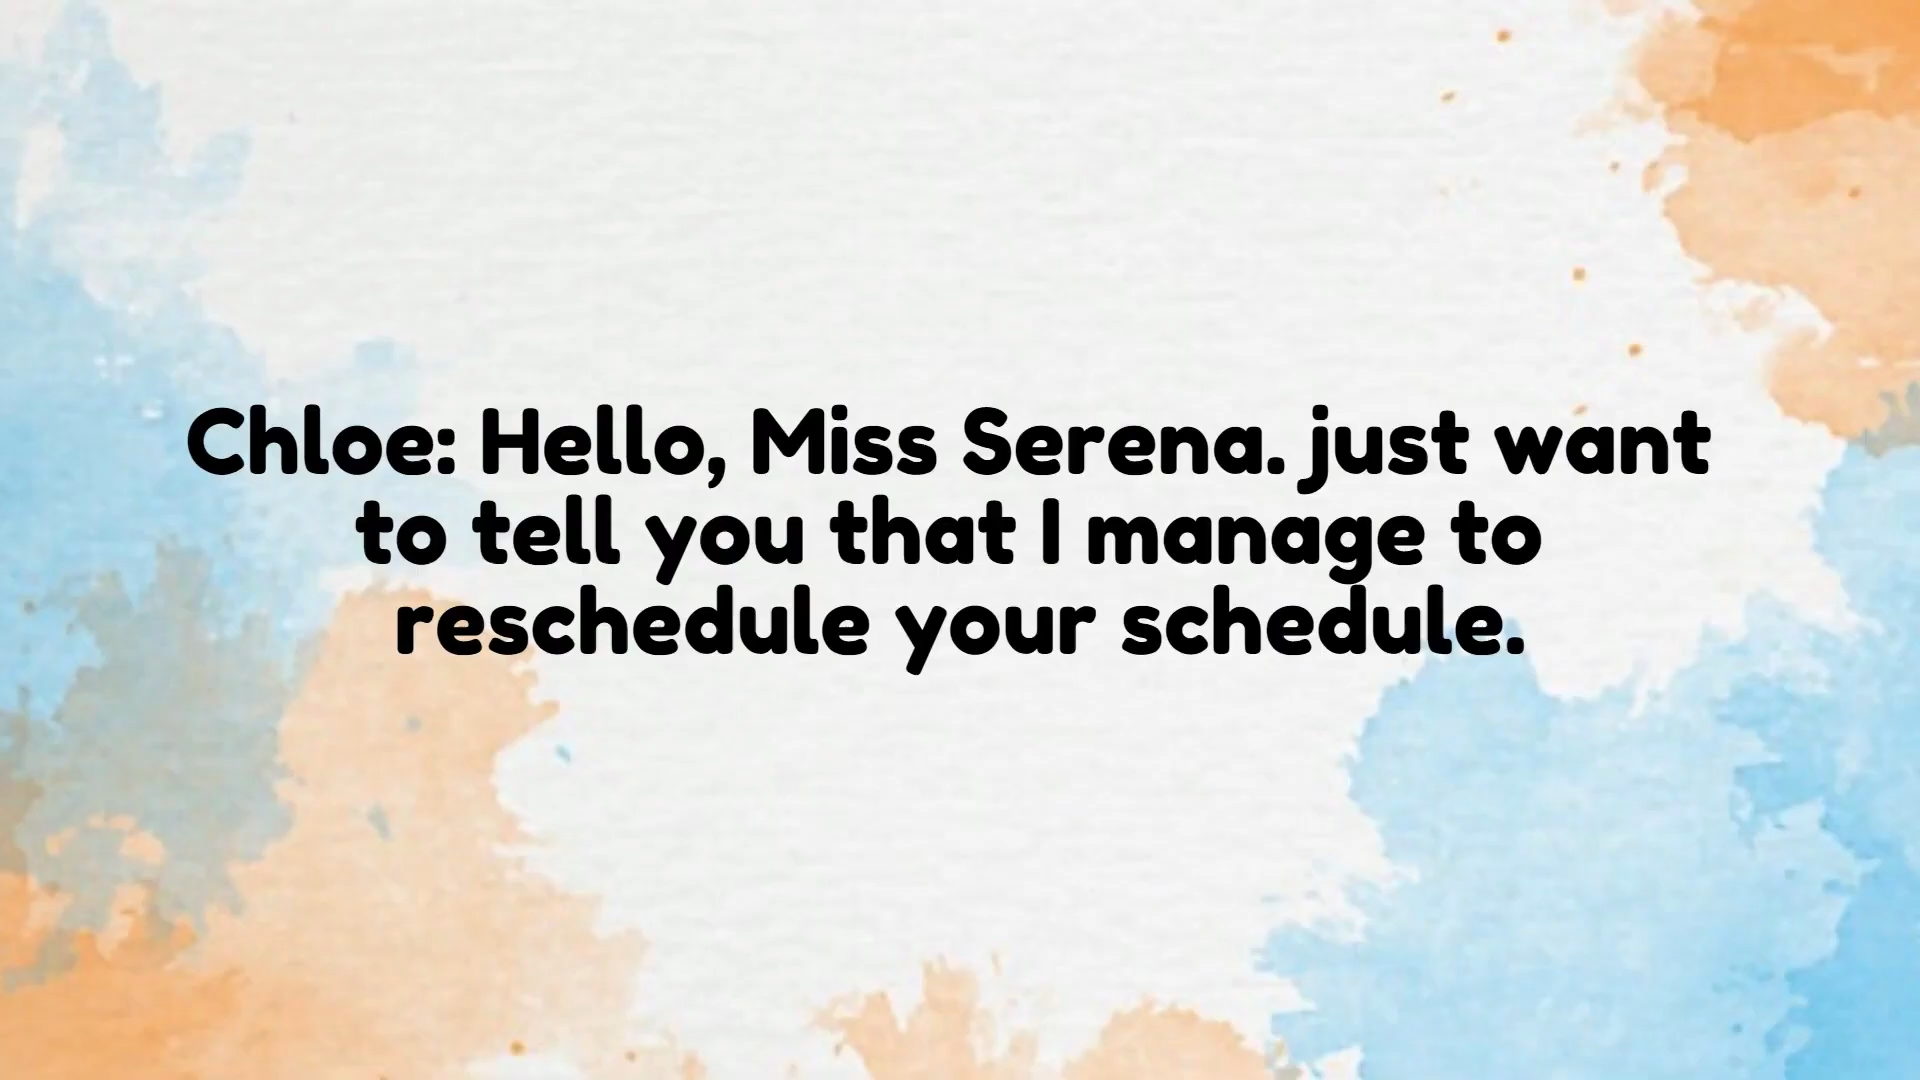 Chloe: Hello, Miss Serena. just want
to tell you that I manage to
reschedule your schedule.